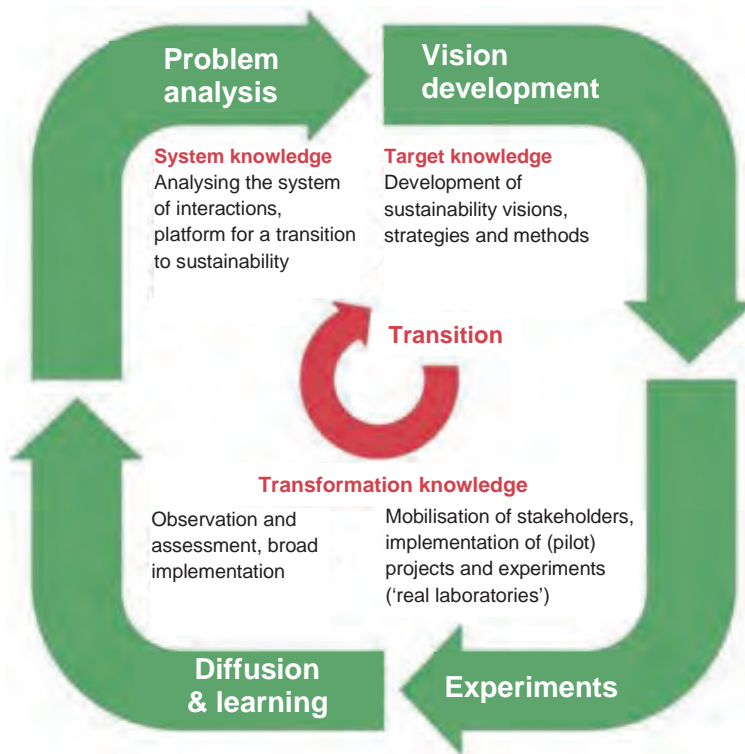 Problem
analysis
Vision
development
System knowledge
Analysing the system
of interactions,
platform for a transition
to sustainability
Target knowledge
Development of
sustainability visions,
strategies and methods
Transition
Transformation knowledge
Observation and
assessment, broad
implementation
Mobilisation of stakeholders,
implementation of (pilot)
projects and experiments
(‘real laboratories’)
Diffusion
& learning
Experiments